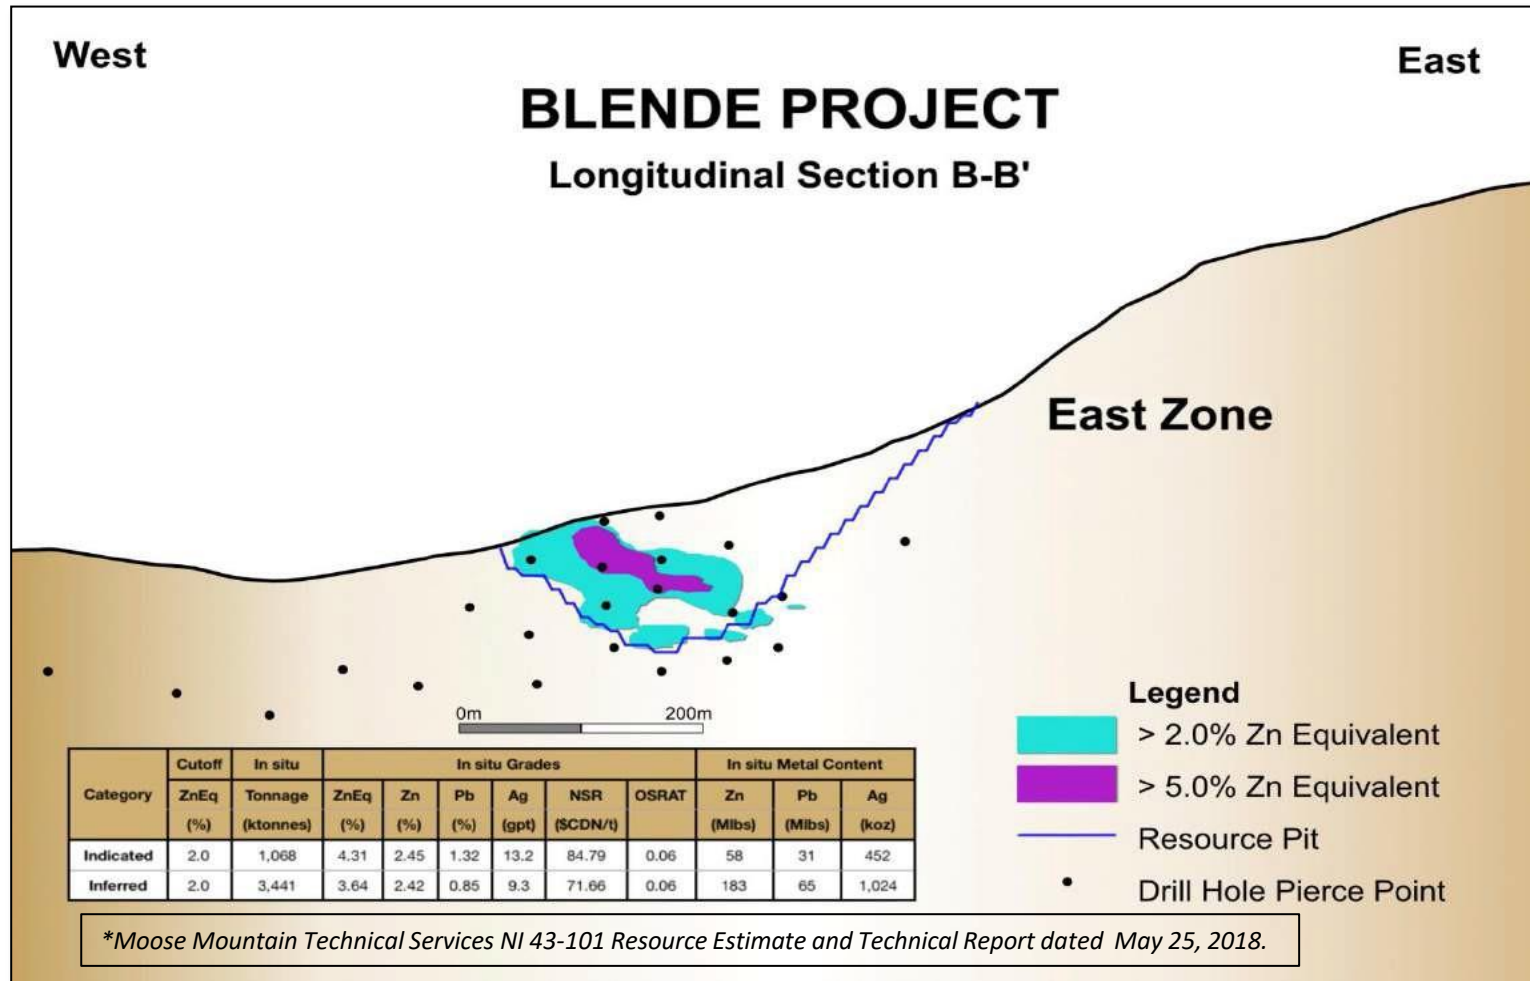 West
East
BLENDE PROJECT
Longitudinal Section B-B'
East Zone
0m 200m
Legend
> 2.0% Zn Equivalent
> 5.0% Zn Equivalent
Resource Pit
Drill Hole Pierce Point
Category Cutoff In situ In situ Grades In situ Metal Content
ZnEq Tonnage ZnEq Zn Pb Ag NSR OSRAT Zn Pb Ag
(%) (ktonnes) (%) (%) (%) (gpt) ($CDN/t) (Mlbs) (Mlbs) (koz)
Indicated 2.0 1,068 4.31 2.45 1.32 13.2 84.79 0.06 58 31 452
Inferred 2.0 3,441 3.64 2.42 0.85 9.3 71.66 0.06 183 65 1,024
*Moose Mountain Technical Services NI 43-101 Resource Estimate and Technical Report dated May 25, 2018.